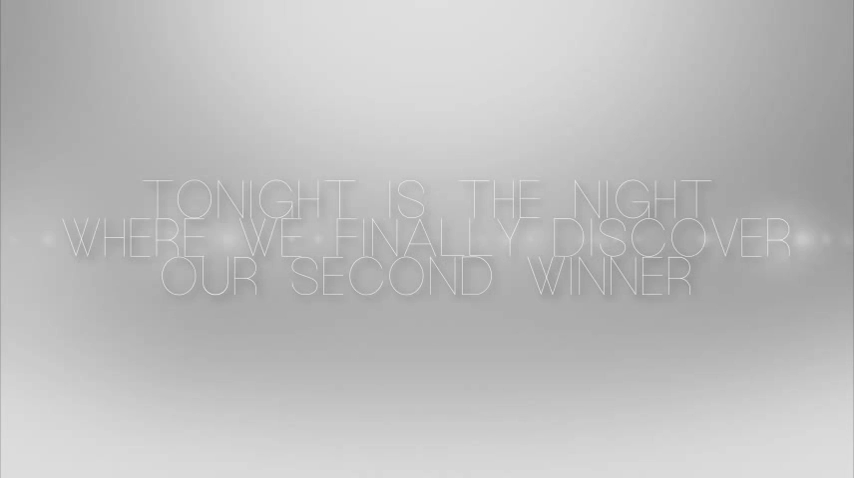 TONIGHT IS THE NIGHT
WHERE WE FINALLY DISCOVER
OUR SECOND WINNER